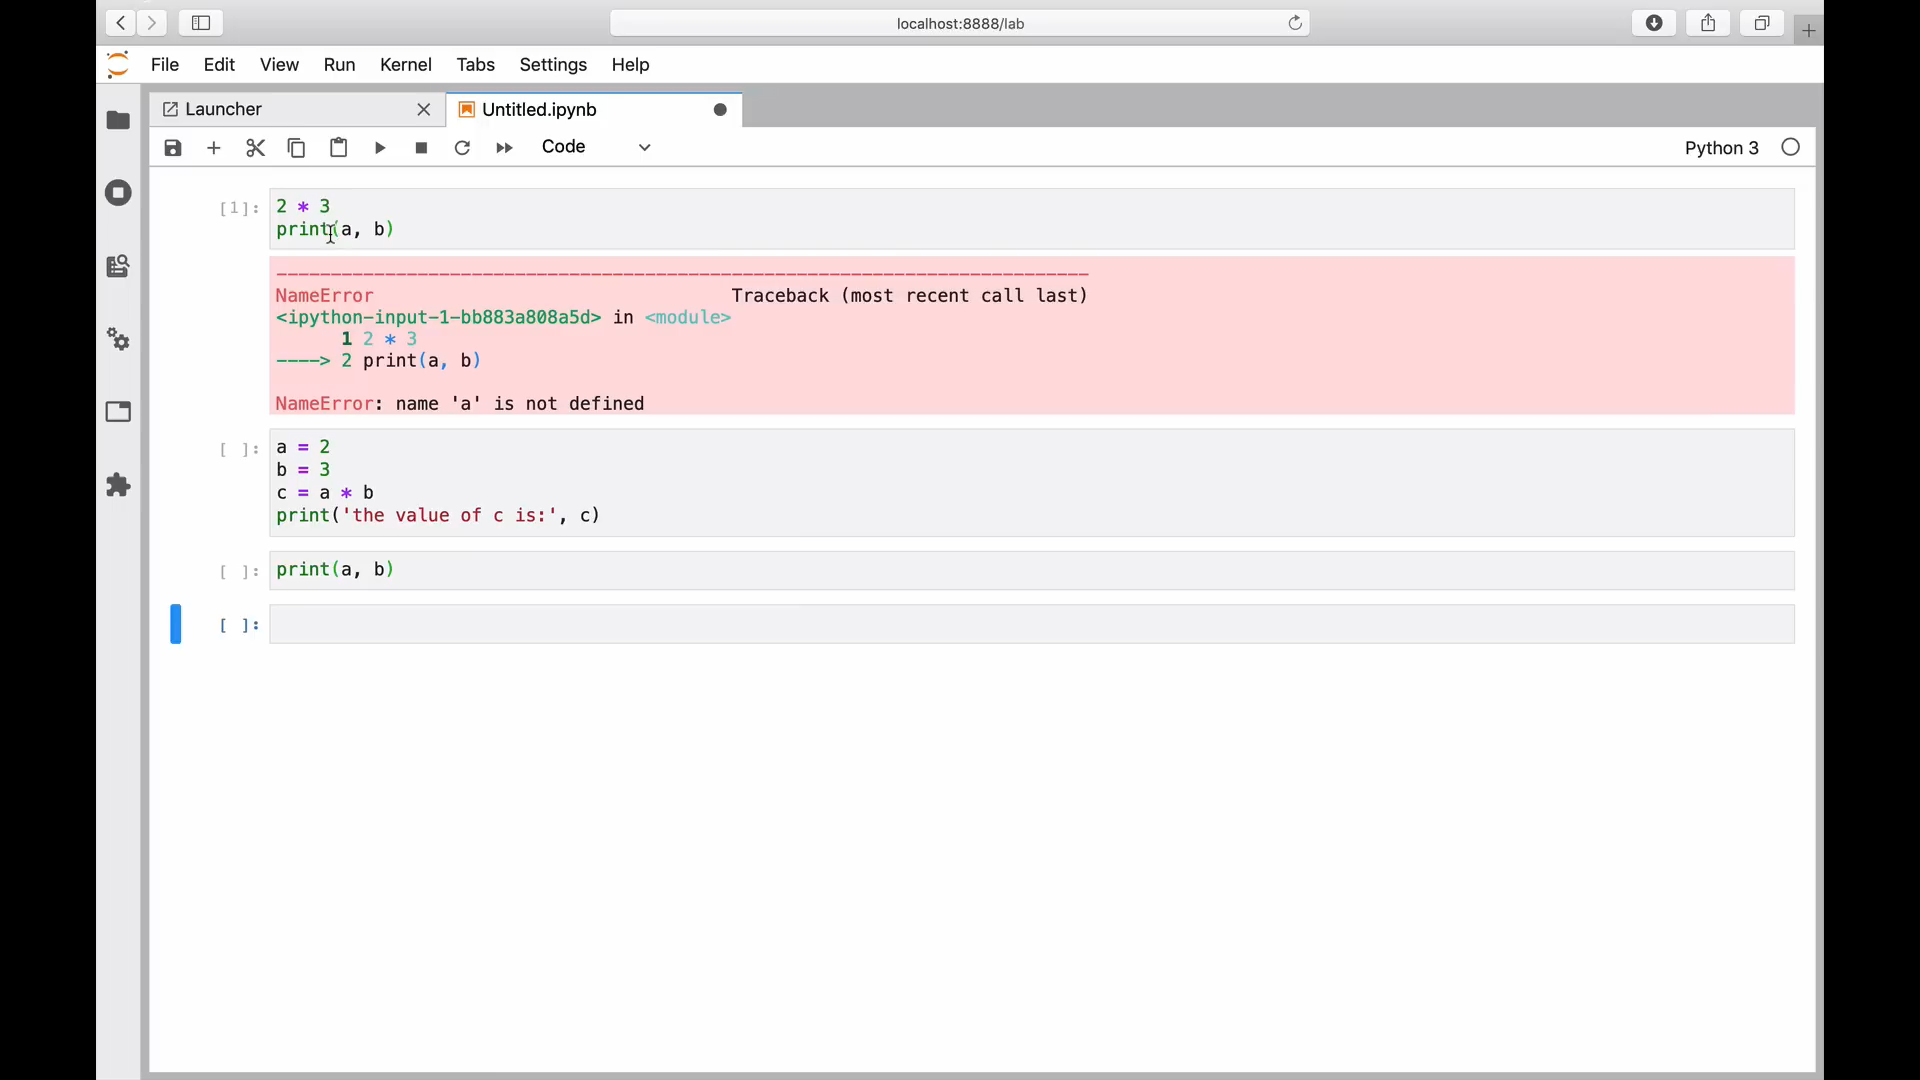 localhost:8888/lab
File Edit View Run Kernel Tabs Settings Help
Launcher Untitled.ipynb
Code Python 3
[1]: 2 * 3
print(a, b)
---------------------------------------------------------------------------
NameError Traceback (most recent call last)
<ipython-input-1-bb883a808a5d> in <module>
1 2 * 3
----> 2 print(a, b)
NameError: name 'a' is not defined
[ ]: a = 2
b = 3
c = a * b
print('the value of c is:', c)
[ ]: print(a, b)
[ ]: